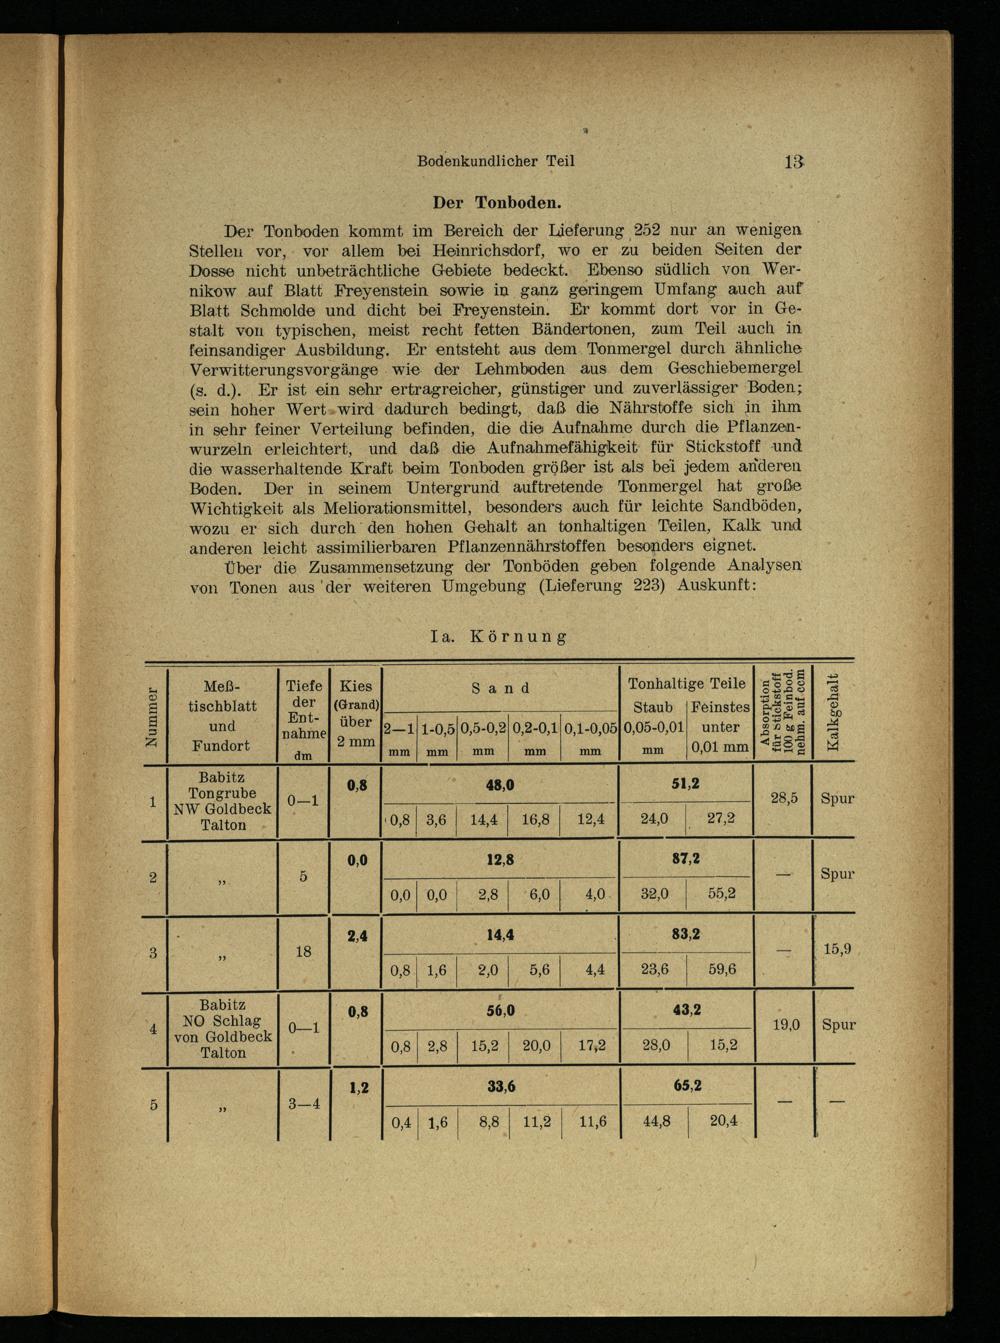 Bodenkundlicher Teil 13
Der Tonboden.
Der Tonboden kommt im Bereich der Lieferung 252 nur an wenigen
Stellen vor, vor allem bei Heinrichsdorf, wo er zu beiden Seiten der
Dosse nicht unbeträchtliche Gebiete bedeckt. Ebenso südlich von Wer-
nikow auf Blatt Freyenstein sowie in ganz geringem Umfang auch auf
Blatt Schmolde und dicht bei Freyenstein. Er kommt dort vor in Ge-
stalt von typischen, meist recht fetten Bändertonen, zum Teil auch in
feinsandiger Ausbildung. Er entsteht aus dem Tonmergel durch ähnliche
Verwitterungsvorgänge wie der Lehmboden aus dem Geschiebemergel
(s. d.). Er ist ein sehr ertragreicher, günstiger und zuverlässiger Boden;
sein hoher Wert wird dadurch bedingt, daß die Nährstoffe sich in ihm
in sehr feiner Verteilung befinden, die die Aufnahme durch die Pflanzen-
wurzeln erleichtert, und daß die Aufnahmefähigkeit für Stickstoff und
die wasserhaltende Kraft beim Tonboden größer ist als bei jedem anderen
Boden. Der in seinem Untergrund auftretende Tonmergel hat große
Wichtigkeit als Meliorationsmittel, besonders auch für leichte Sandböden,
wozu er sich durch den hohen Gehalt an tonhaltigen Teilen, Kalk und
anderen leicht assimilierbaren Pflanzennährstoffen besonders eignet.
Über die Zusammensetzung der Tonböden geben folgende Analysen
von Tonen aus der weiteren Umgebung (Lieferung 223) Auskunft:
Ia. Körnung
Nummer
Meß-
tischblatt
und
Fundort
Tiefe
der
Ent-
nahme
dm
Kies
(Grand)
über
2 mm
Sand
2—1 1-0,5 0,5-0,2 0,2-0,1 0,1-0,05
mm mm mm mm mm
Tonhaltige Teile
Staub
0,05-0,01
mm
Feinstes
unter
0,01 mm
Absorption
für Stickstoff
100 g Feinbod.
nehm. auf ccm
Kalkgehalt
1
Babitz
Tongrube
NW Goldbeck
Talton
0—1
0,8 48,0 51,2
28,5 Spur
0,8 3,6 14,4 16,8 12,4 24,0 27,2
2 „ 5
0,0 12,8 87,2
— Spur
0,0 0,0 2,8 6,0 4,0 32,0 55,2
3 „ 18
2,4 14,4 83,2
— 15,9
0,8 1,6 2,0 5,6 4,4 23,6 59,6
4
Babitz
NO Schlag
von Goldbeck
Talton
0—1
0,8 56,0 43,2
19,0 Spur
0,8 2,8 15,2 20,0 17,2 28,0 15,2
5 „ 3—4
1,2 33,6 65,2
— —
0,4 1,6 8,8 11,2 11,6 44,8 20,4